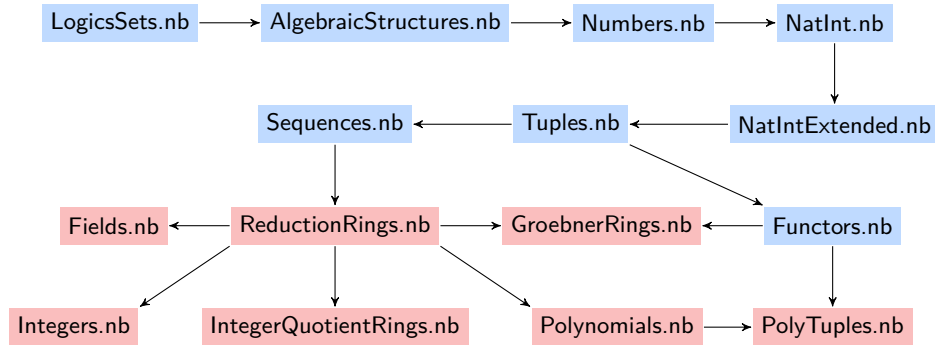 LogicsSets.nb
AlgebraicStructures.nb
Numbers.nb
NatInt.nb
Sequences.nb
Tuples.nb
NatIntExtended.nb
Fields.nb
ReductionRings.nb
GroebnerRings.nb
Functors.nb
Integers.nb
IntegerQuotientRings.nb
Polynomials.nb
PolyTuples.nb